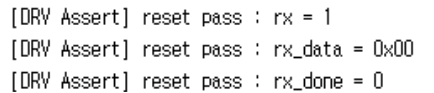 [DRV Assert] reset pass : rx = 1
[DRV Assert] reset pass : rx_data = 0x00
[DRV Assert] reset pass : rx_done = 0